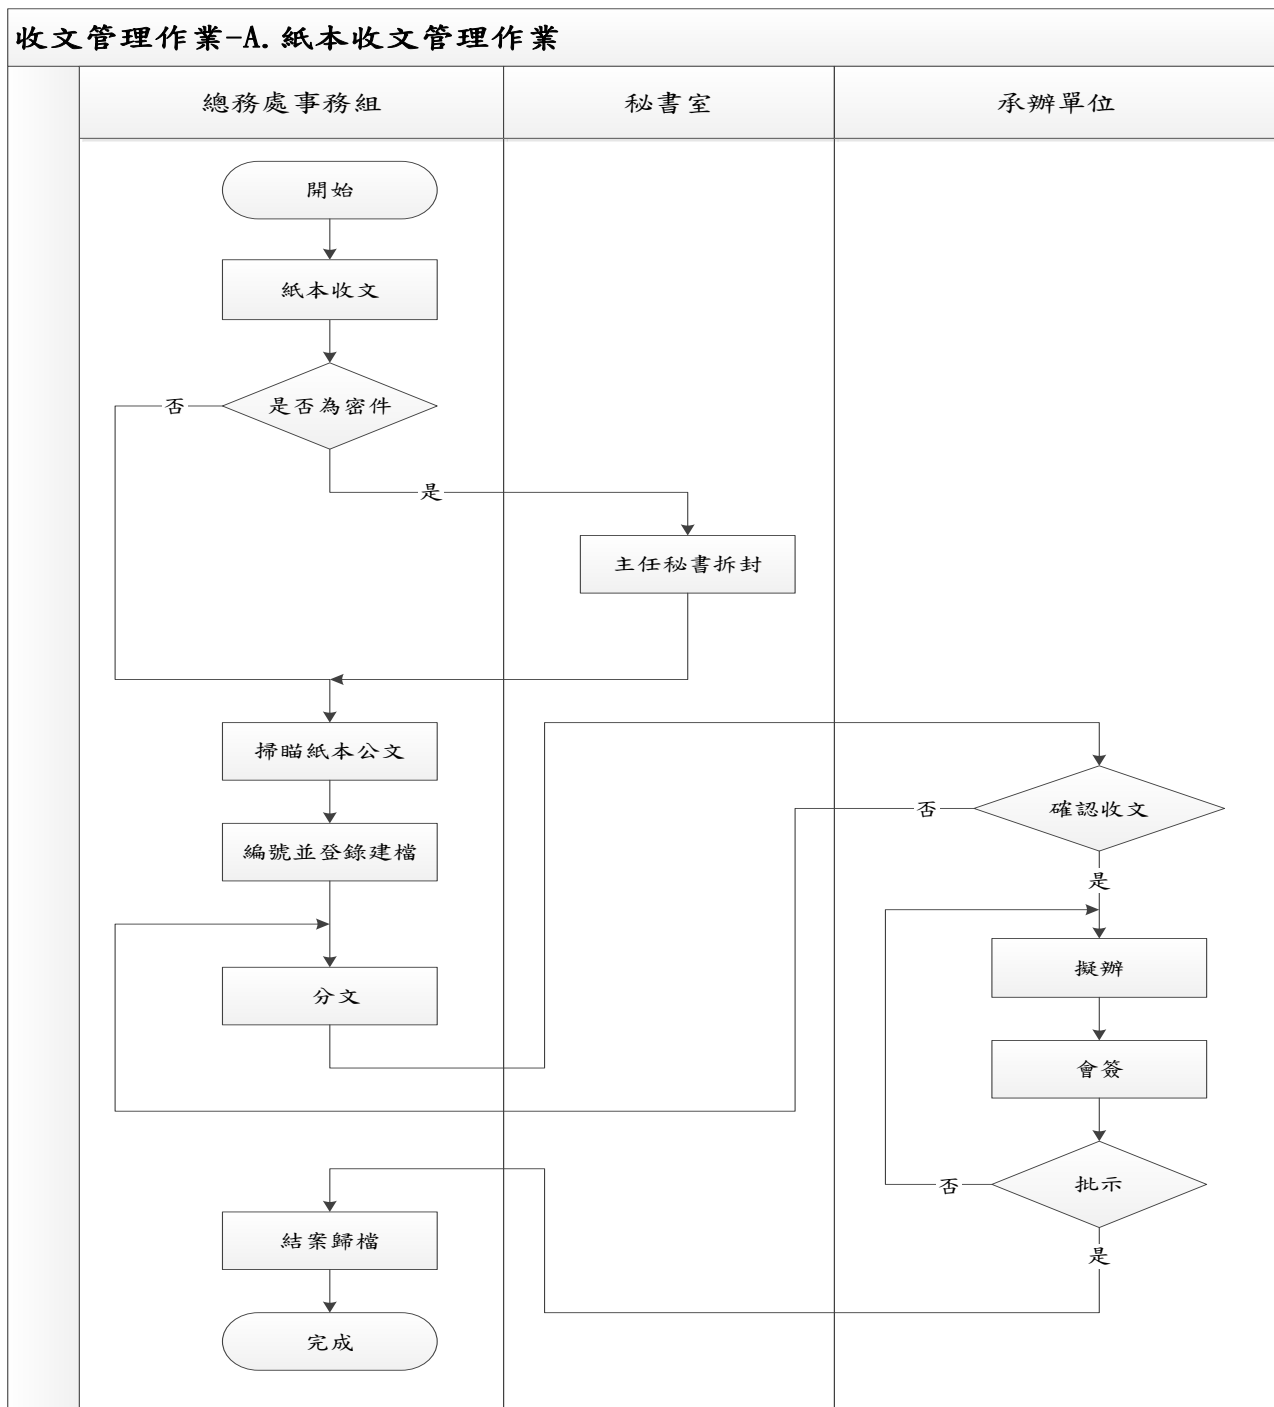 收文管理作業-A.紙本收文管理作業
總務處事務組
秘書室
承辦單位
開始
紙本收文
是否為密件
否
是
主任秘書拆封
掃瞄紙本公文
編號並登錄建檔
分文
確認收文
否
是
擬辦
會簽
批示
否
是
結案歸檔
完成